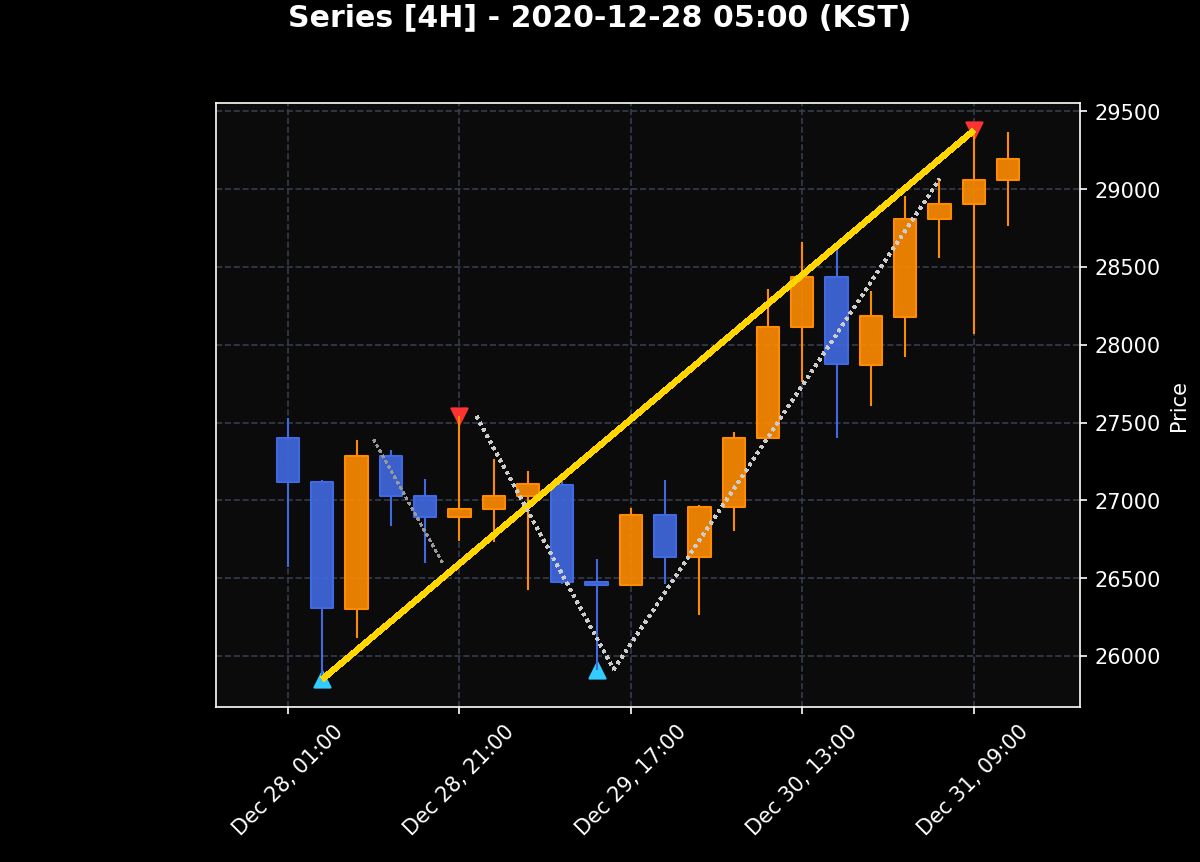 Series [4H] - 2020-12-28 05:00 (KST)
29500
29000
28500
28000
27500
27000
26500
26000
Price
Dec 28, 01:00
Dec 28, 21:00
Dec 29, 17:00
Dec 30, 13:00
Dec 31, 09:00